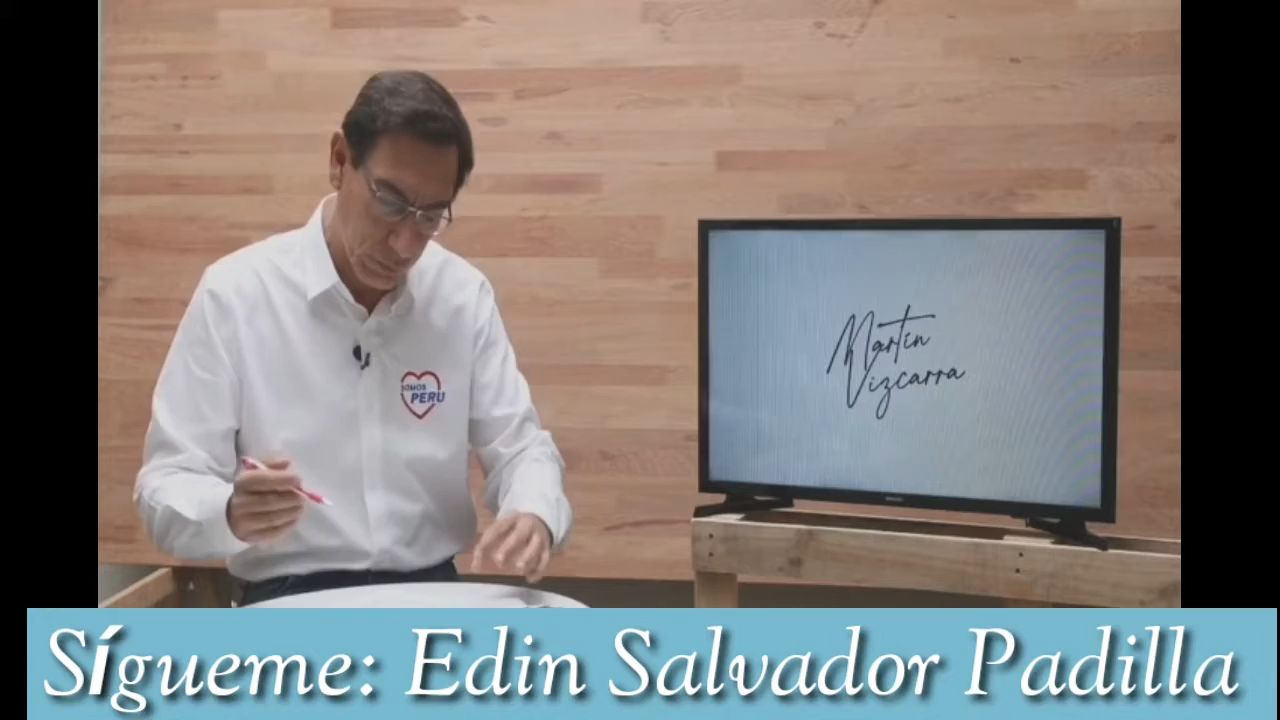 SOMOS
PERU
Martín
Vizcarra
Sígueme: Edin Salvador Padilla